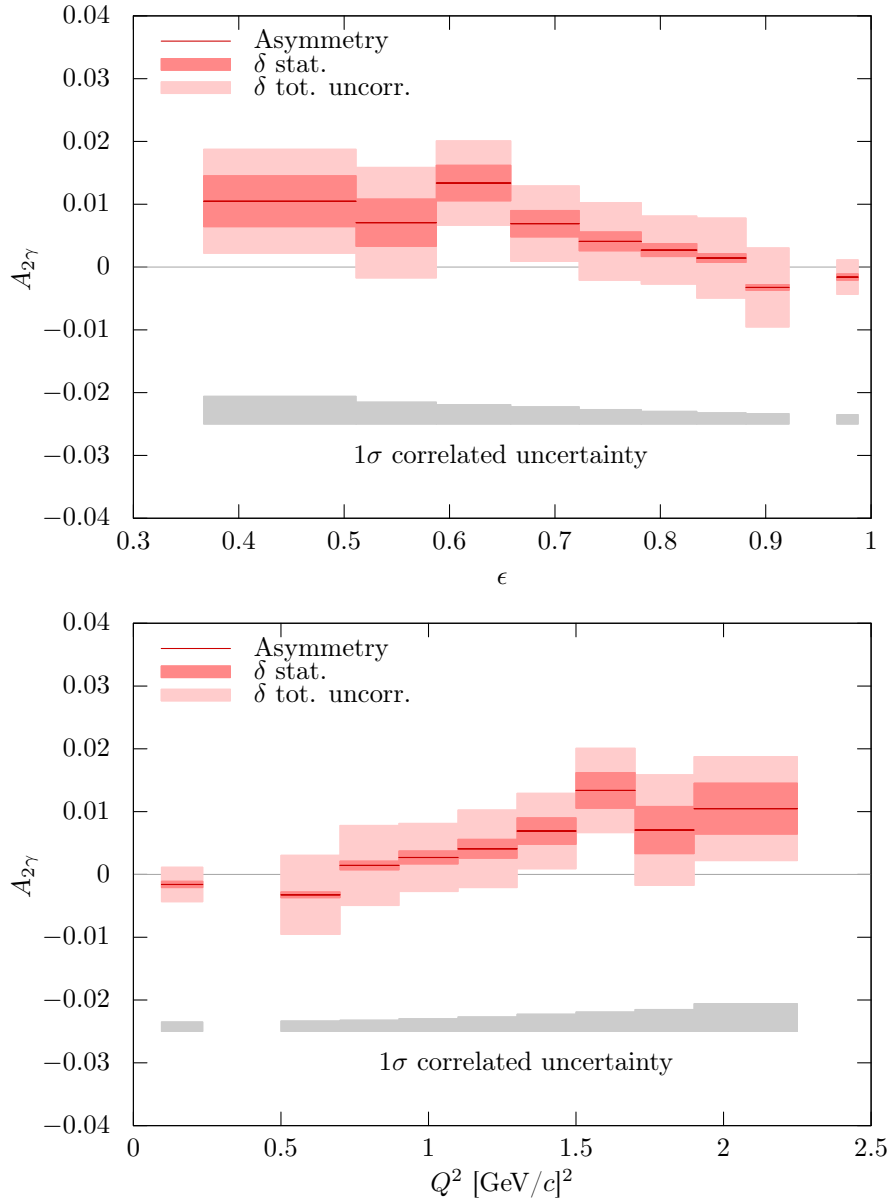 0.04
0.03
0.02
0.01
0
−0.01
−0.02
−0.03
−0.04
A2γ
Asymmetry
δ stat.
δ tot. uncorr.
1σ correlated uncertainty
0.3 0.4 0.5 0.6 0.7 0.8 0.9 1
ϵ
0.04
0.03
0.02
0.01
0
−0.01
−0.02
−0.03
−0.04
A2γ
Asymmetry
δ stat.
δ tot. uncorr.
1σ correlated uncertainty
0 0.5 1 1.5 2 2.5
Q² [GeV/c]²